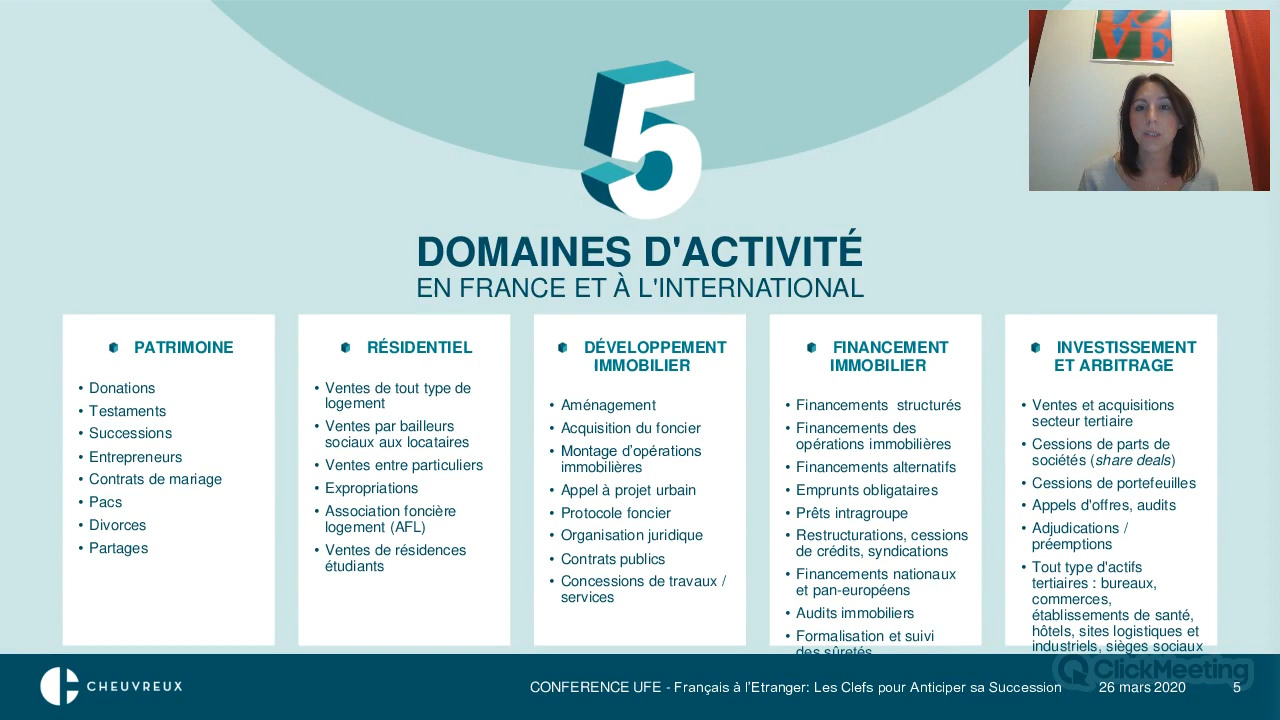 LOVE
5
DOMAINES D'ACTIVITÉ
EN FRANCE ET À L'INTERNATIONAL
PATRIMOINE
• Donations
• Testaments
• Successions
• Entrepreneurs
• Contrats de mariage
• Pacs
• Divorces
• Partages
RÉSIDENTIEL
• Ventes de tout type de
logement
• Ventes par bailleurs
sociaux aux locataires
• Ventes entre particuliers
• Expropriations
• Association foncière
logement (AFL)
• Ventes de résidences
étudiants
DÉVELOPPEMENT
IMMOBILIER
• Aménagement
• Acquisition du foncier
• Montage d'opérations
immobilières
• Appel à projet urbain
• Protocole foncier
• Organisation juridique
• Contrats publics
• Concessions de travaux /
services
FINANCEMENT
IMMOBILIER
• Financements structurés
• Financements des
opérations immobilières
• Financements alternatifs
• Emprunts obligataires
• Prêts intragroupe
• Restructurations, cessions
de crédits, syndications
• Financements nationaux
et pan-européens
• Audits immobiliers
• Formalisation et suivi
des sûretés
INVESTISSEMENT
ET ARBITRAGE
• Ventes et acquisitions
secteur tertiaire
• Cessions de parts de
sociétés (share deals)
• Cessions de portefeuilles
• Appels d'offres, audits
• Adjudications /
préemptions
• Tout type d'actifs
tertiaires : bureaux,
commerces,
établissements de santé,
hôtels, sites logistiques et
industriels, sièges sociaux
ClickMeeting
CHEUVREUX
CONFERENCE UFE - Français à l'Etranger: Les Clefs pour Anticiper sa Succession
26 mars 2020
5